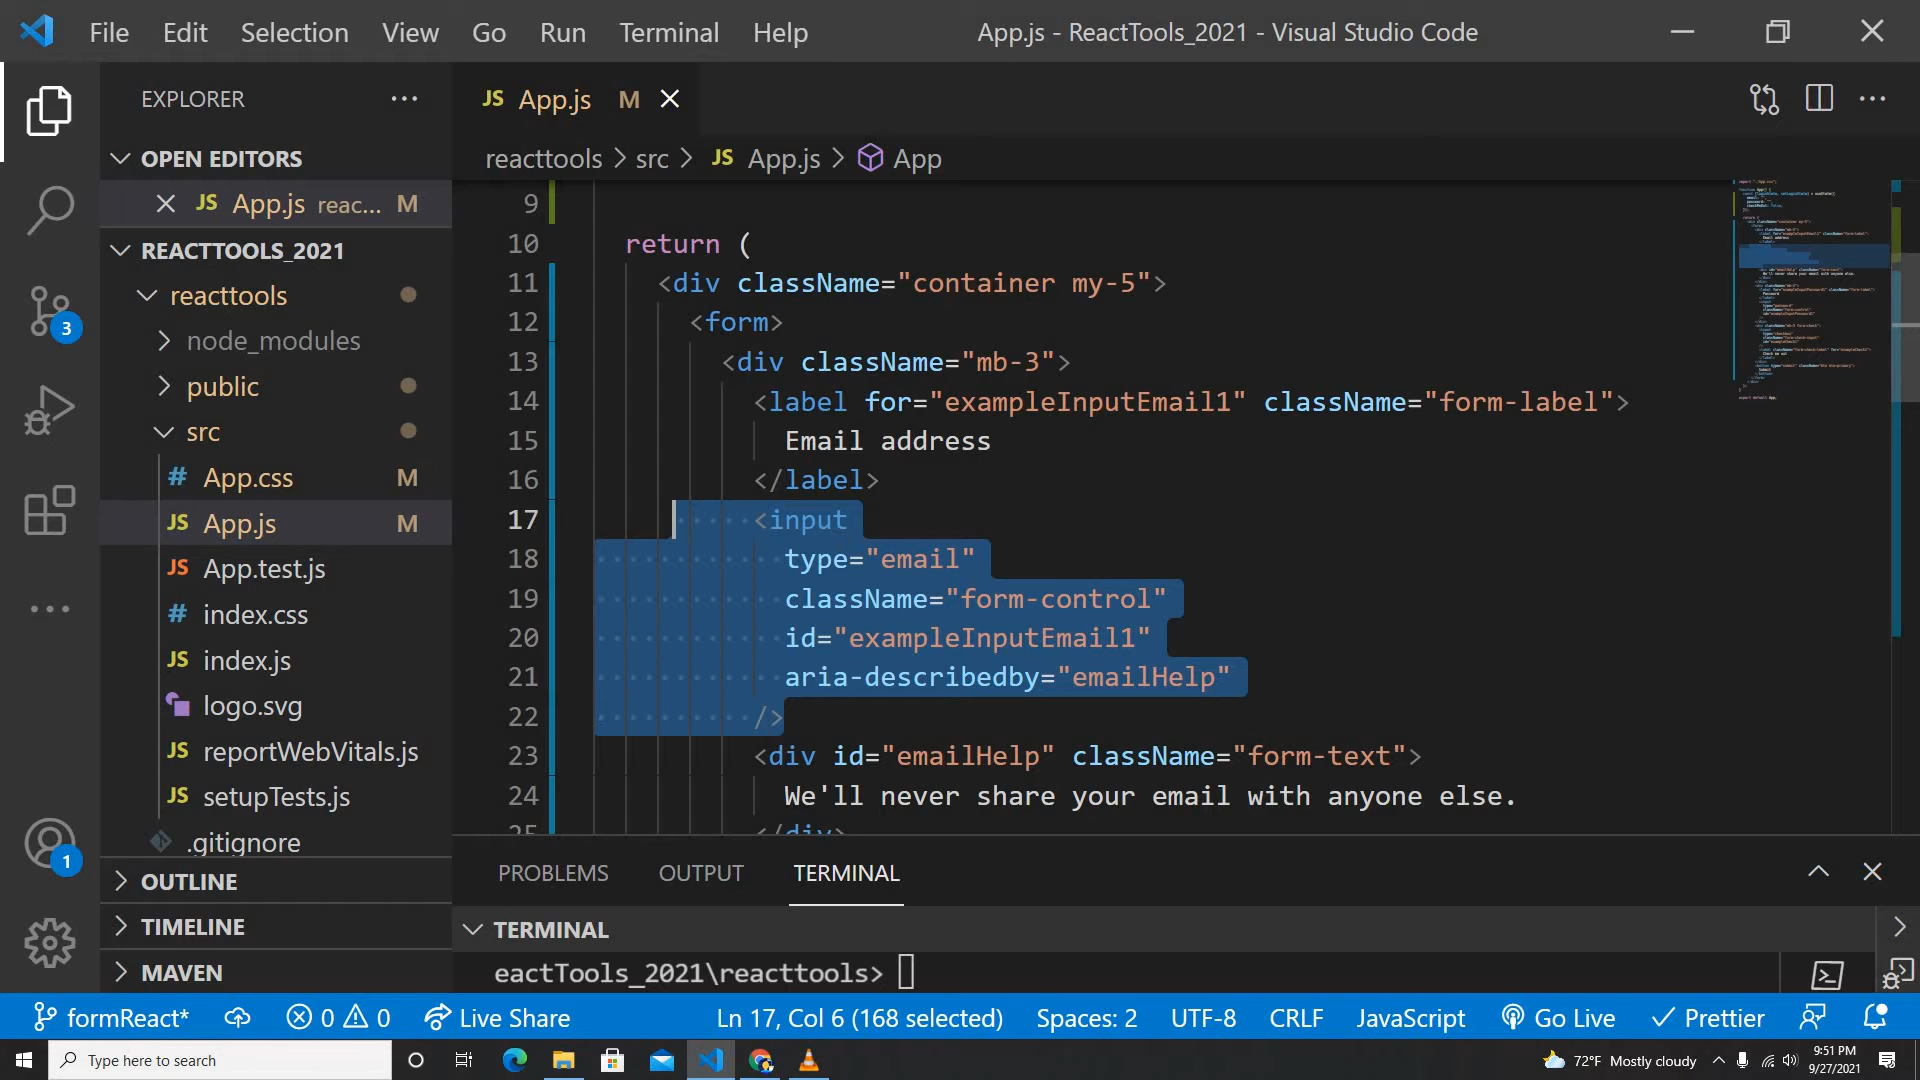 File Edit Selection View Go Run Terminal Help App.js - ReactTools_2021 - Visual Studio Code
EXPLORER
OPEN EDITORS
JS App.js reac... M
REACTTOOLS_2021
reacttools
node_modules
public
src
# App.css M
JS App.js M
JS App.test.js
# index.css
JS index.js
logo.svg
JS reportWebVitals.js
JS setupTests.js
.gitignore
OUTLINE
TIMELINE
MAVEN
3
1
JS App.js M
reacttools > src > JS App.js > App
9
10 return (
11 <div className="container my-5">
12 <form>
13 <div className="mb-3">
14 <label for="exampleInputEmail1" className="form-label">
15 Email address
16 </label>
17 <input
18 type="email"
19 className="form-control"
20 id="exampleInputEmail1"
21 aria-describedby="emailHelp"
22 />
23 <div id="emailHelp" className="form-text">
24 We'll never share your email with anyone else.
25 </div>
PROBLEMS OUTPUT TERMINAL
TERMINAL
eactTools_2021\reacttools>
formReact* 0 0 Live Share Ln 17, Col 6 (168 selected) Spaces: 2 UTF-8 CRLF JavaScript Go Live Prettier
Type here to search 72°F Mostly cloudy 9:51 PM
9/27/2021